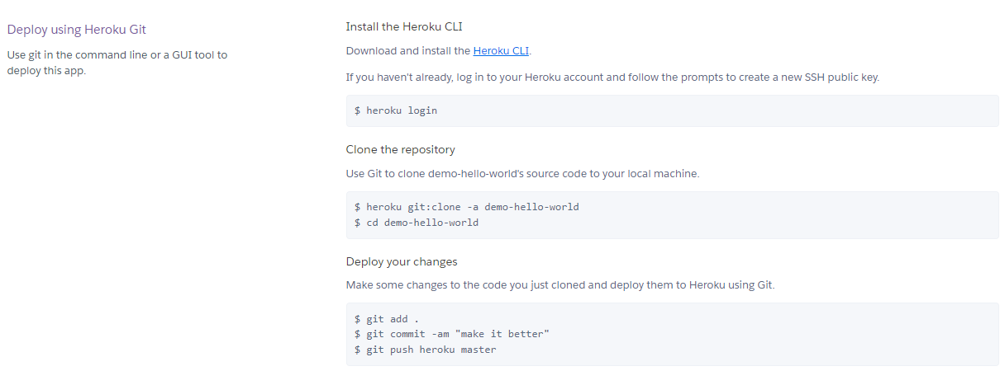 Deploy using Heroku Git
Use git in the command line or a GUI tool to
deploy this app.
Install the Heroku CLI
Download and install the Heroku CLI.
If you haven't already, log in to your Heroku account and follow the prompts to create a new SSH public key.
$ heroku login
Clone the repository
Use Git to clone demo-hello-world's source code to your local machine.
$ heroku git:clone -a demo-hello-world
$ cd demo-hello-world
Deploy your changes
Make some changes to the code you just cloned and deploy them to Heroku using Git.
$ git add .
$ git commit -am "make it better"
$ git push heroku master